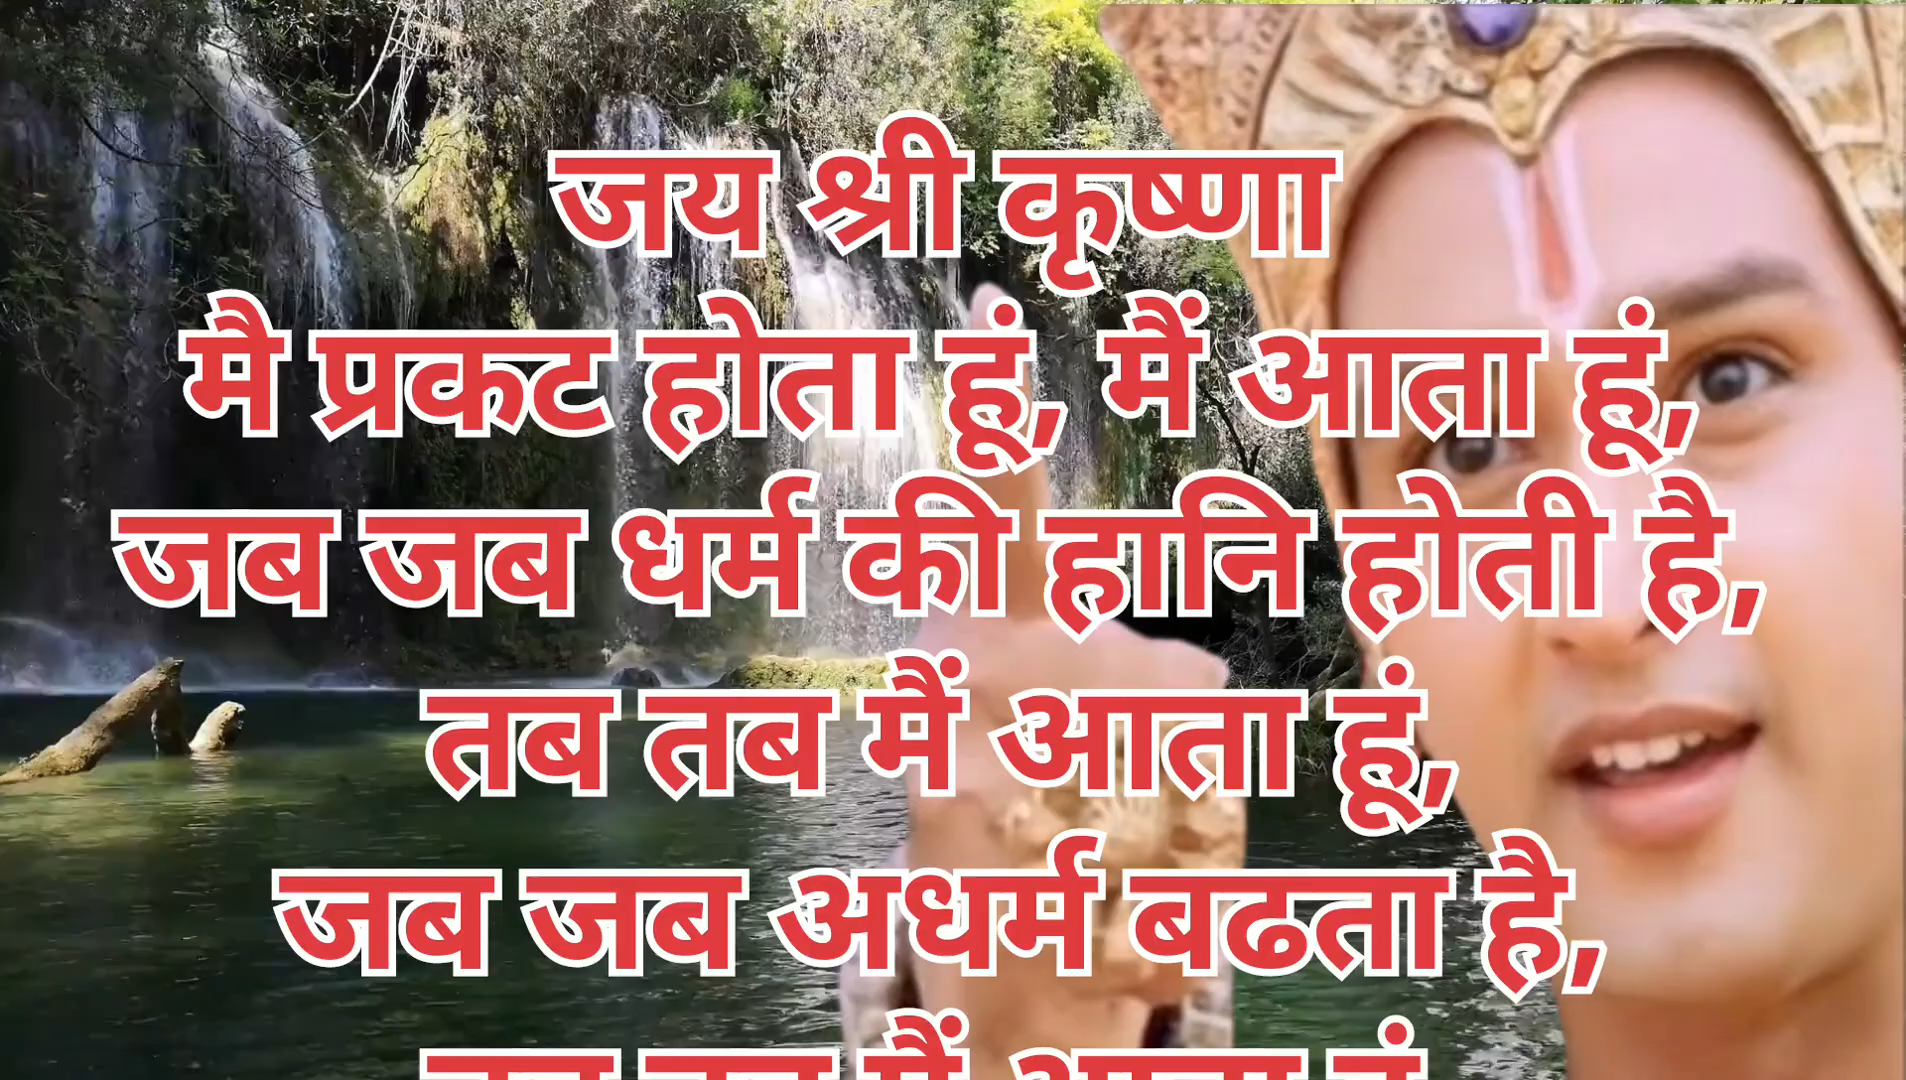 जय श्री कृष्णा
मै प्रकट होता हूं, मैं आता हूं,
जब जब धर्म की हानि होती है,
तब तब मैं आता हूं,
जब जब अधर्म बढता है,